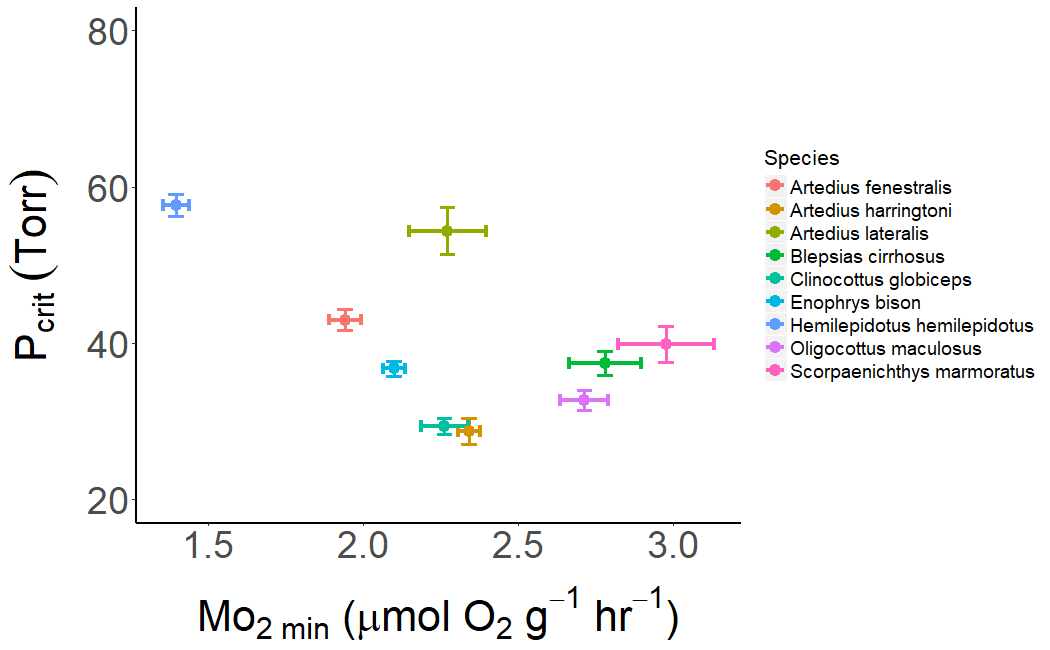 80
60
40
20
P_crit (Torr)
1.5 2.0 2.5 3.0
Mo₂ min (μmol O₂ g⁻¹ hr⁻¹)
Species
Artedius fenestralis
Artedius harringtoni
Artedius lateralis
Blepsias cirrhosus
Clinocottus globiceps
Enophrys bison
Hemilepidotus hemilepidotus
Oligocottus maculosus
Scorpaenichthys marmoratus